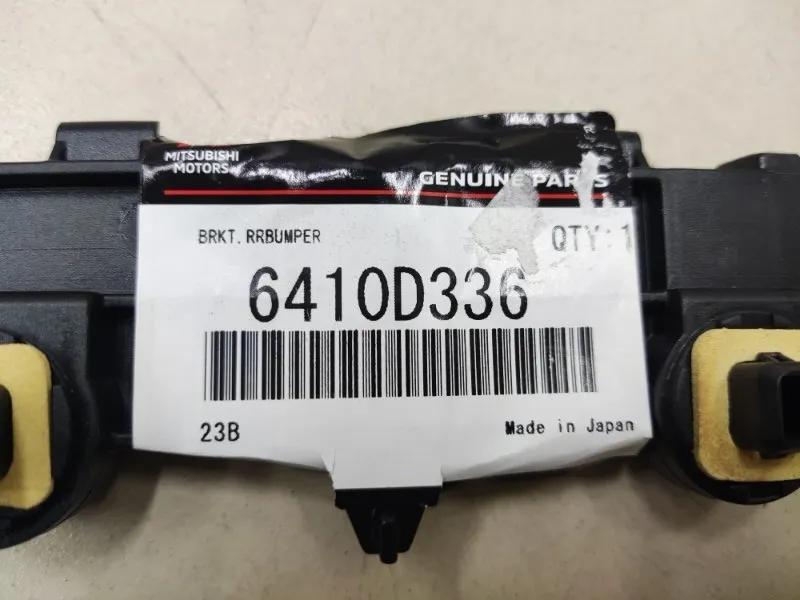 MITSUBISHI
MOTORS
GENUINE PARTS
BRKT.RRBUMPER
QTY:1
6410D336
23B
Made in Japan